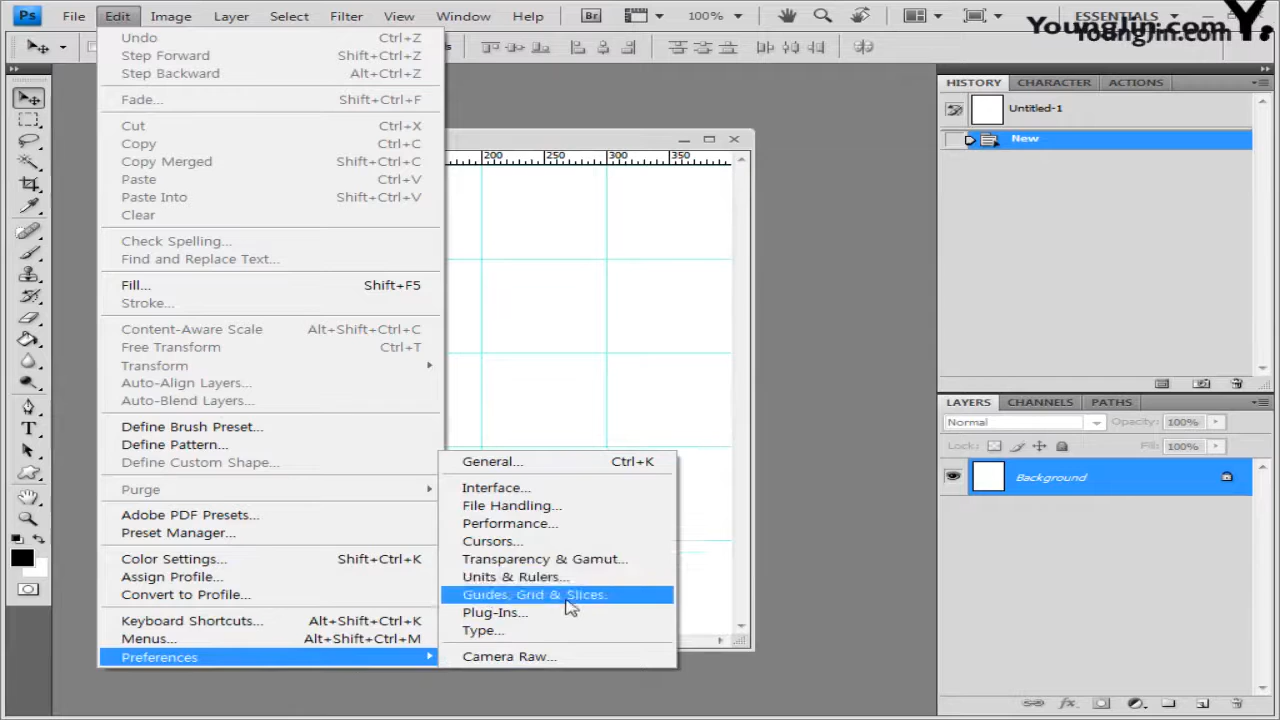 Ps File Edit Image Layer Select Filter View Window Help Br 100% ESSENTIALS
YoungJin.com Y.
YoungJin.com
Undo Ctrl+Z
Step Forward Shift+Ctrl+Z
Step Backward Alt+Ctrl+Z
Fade... Shift+Ctrl+F
Cut Ctrl+X
Copy Ctrl+C
Copy Merged Shift+Ctrl+C
Paste Ctrl+V
Paste Into Shift+Ctrl+V
Clear
Check Spelling...
Find and Replace Text...
Fill... Shift+F5
Stroke...
Content-Aware Scale Alt+Shift+Ctrl+C
Free Transform Ctrl+T
Transform
Auto-Align Layers...
Auto-Blend Layers...
Define Brush Preset...
Define Pattern...
Define Custom Shape...
Purge
Adobe PDF Presets...
Preset Manager...
Color Settings... Shift+Ctrl+K
Assign Profile...
Convert to Profile...
Keyboard Shortcuts... Alt+Shift+Ctrl+K
Menus... Alt+Shift+Ctrl+M
Preferences
General... Ctrl+K
Interface...
File Handling...
Performance...
Cursors...
Transparency & Gamut...
Units & Rulers...
Guides, Grid & Slices...
Plug-Ins...
Type...
Camera Raw...
200 250 300 350
HISTORY CHARACTER ACTIONS
Untitled-1
New
LAYERS CHANNELS PATHS
Normal Opacity: 100%
Lock: Fill: 100%
Background
T
fx